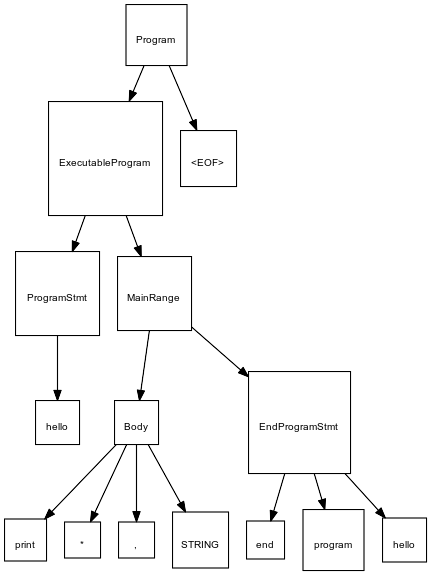 Program
ExecutableProgram
<EOF>
ProgramStmt
MainRange
hello
Body
EndProgramStmt
print
*
,
STRING
end
program
hello